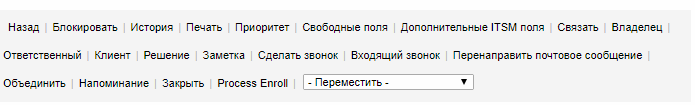 Назад | Блокировать | История | Печать | Приоритет | Свободные поля | Дополнительные ITSM поля | Связать | Владелец |
Ответственный | Клиент | Решение | Заметка | Сделать звонок | Входящий звонок | Перенаправить почтовое сообщение |
Объединить | Напоминание | Закрыть | Process Enroll | - Переместить -